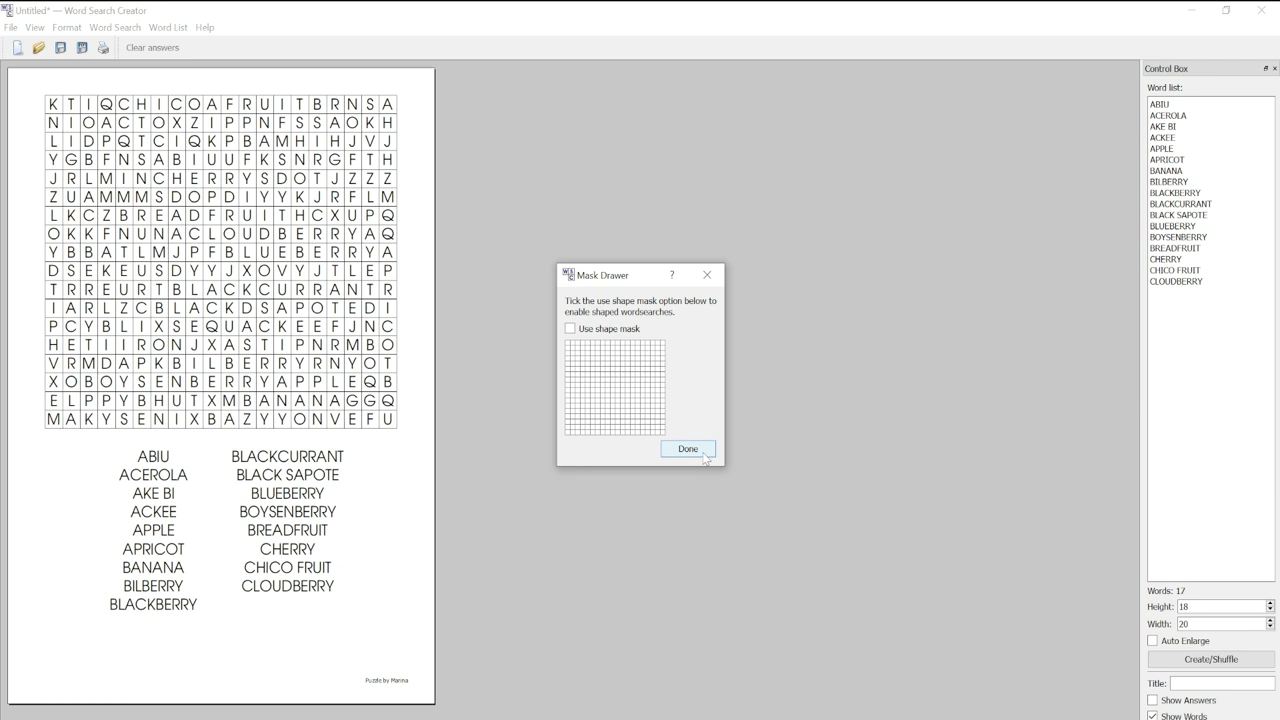 Untitled* — Word Search Creator
File View Format Word Search Word List Help
Clear answers
K T I Q C H I C O A F R U I T B R N S A
N I O A C T O X Z I P P N F S S A O K H
L I D P Q T C I Q K P B A M H I H J V J
Y G B F N S A B I U U F K S N R G F T H
J R L M I N C H E R R Y S D O T J Z Z Z
Z U A M M M S D O P D I Y Y K J R F L M
L K C Z B R E A D F R U I T H C X U P Q
O K K F N U N A C L O U D B E R R Y A Q
Y B B A T L M J P F B L U E B E R R Y A
D S E K E U S D Y Y J X O V Y J T L E P
T R R E U R T B L A C K C U R R A N T R
I A R L Z C B L A C K D S A P O T E D I
P C Y B L I X S E Q U A C K E E F J N C
H E T I I R O N J X A S T I P N R M B O
V R M D A P K B I L B E R R Y R N Y O T
X O B O Y S E N B E R R Y A P P L E Q B
E L P P Y B H U T X M B A N A N A G G Q
M A K Y S E N I X B A Z Y Y O N V E F U
ABIU BLACKCURRANT
ACEROLA BLACK SAPOTE
AKE BI BLUEBERRY
ACKEE BOYSENBERRY
APPLE BREADFRUIT
APRICOT CHERRY
BANANA CHICO FRUIT
BILBERRY CLOUDBERRY
BLACKBERRY
Puzzle by Marina
Mask Drawer
Tick the use shape mask option below to
enable shaped wordsearches.
Use shape mask
Done
Control Box
Word list:
ABIU
ACEROLA
AKE BI
ACKEE
APPLE
APRICOT
BANANA
BILBERRY
BLACKBERRY
BLACKCURRANT
BLACK SAPOTE
BLUEBERRY
BOYSENBERRY
BREADFRUIT
CHERRY
CHICO FRUIT
CLOUDBERRY
Words: 17
Height: 18
Width: 20
Auto Enlarge
Create/Shuffle
Title:
Show Answers
Show Words